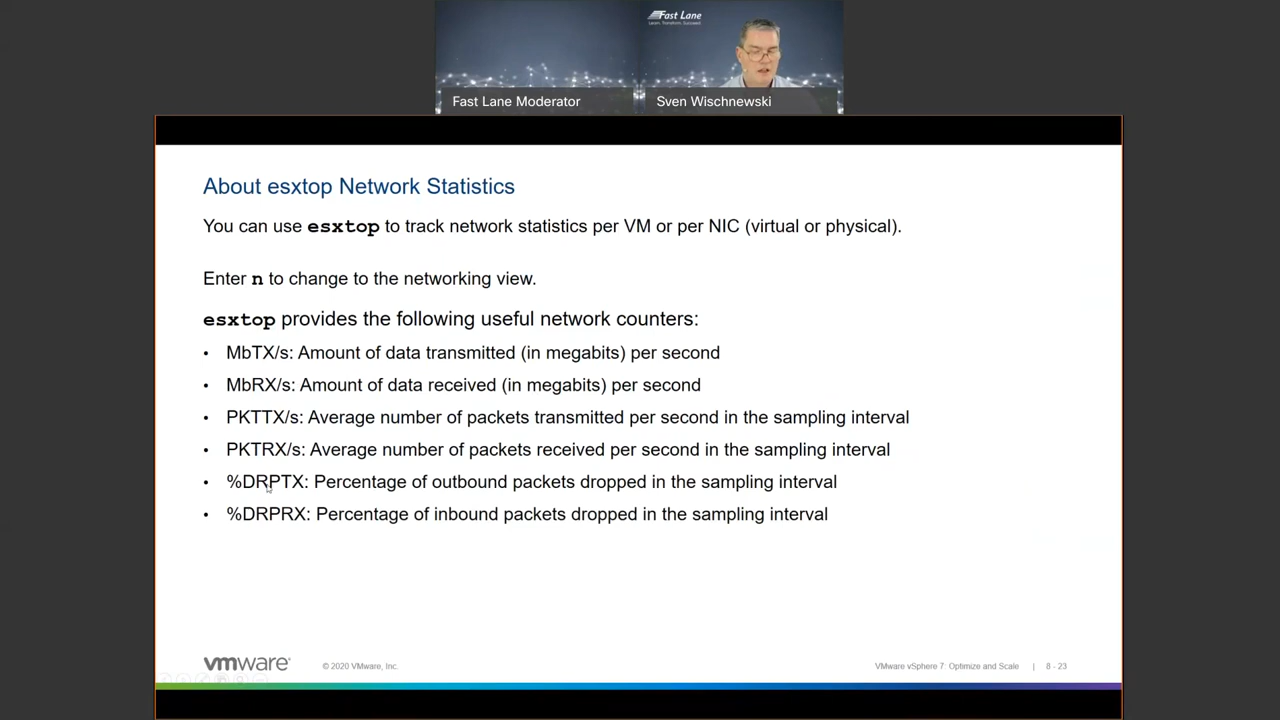 Fast Lane
Learn. Transform. Succeed.
Fast Lane Moderator
Sven Wischnewski
About esxtop Network Statistics
You can use esxtop to track network statistics per VM or per NIC (virtual or physical).
Enter n to change to the networking view.
esxtop provides the following useful network counters:
• MbTX/s: Amount of data transmitted (in megabits) per second
• MbRX/s: Amount of data received (in megabits) per second
• PKTTX/s: Average number of packets transmitted per second in the sampling interval
• PKTRX/s: Average number of packets received per second in the sampling interval
• %DRPTX: Percentage of outbound packets dropped in the sampling interval
• %DRPRX: Percentage of inbound packets dropped in the sampling interval
vmware®
© 2020 VMware, Inc.
VMware vSphere 7: Optimize and Scale | 8 - 23